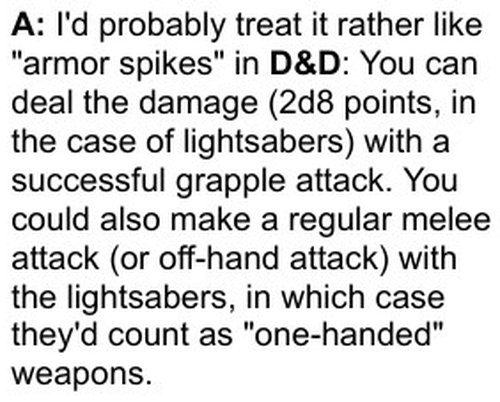 A: I'd probably treat it rather like
"armor spikes" in D&D: You can
deal the damage (2d8 points, in
the case of lightsabers) with a
successful grapple attack. You
could also make a regular melee
attack (or off-hand attack) with
the lightsabers, in which case
they'd count as "one-handed"
weapons.